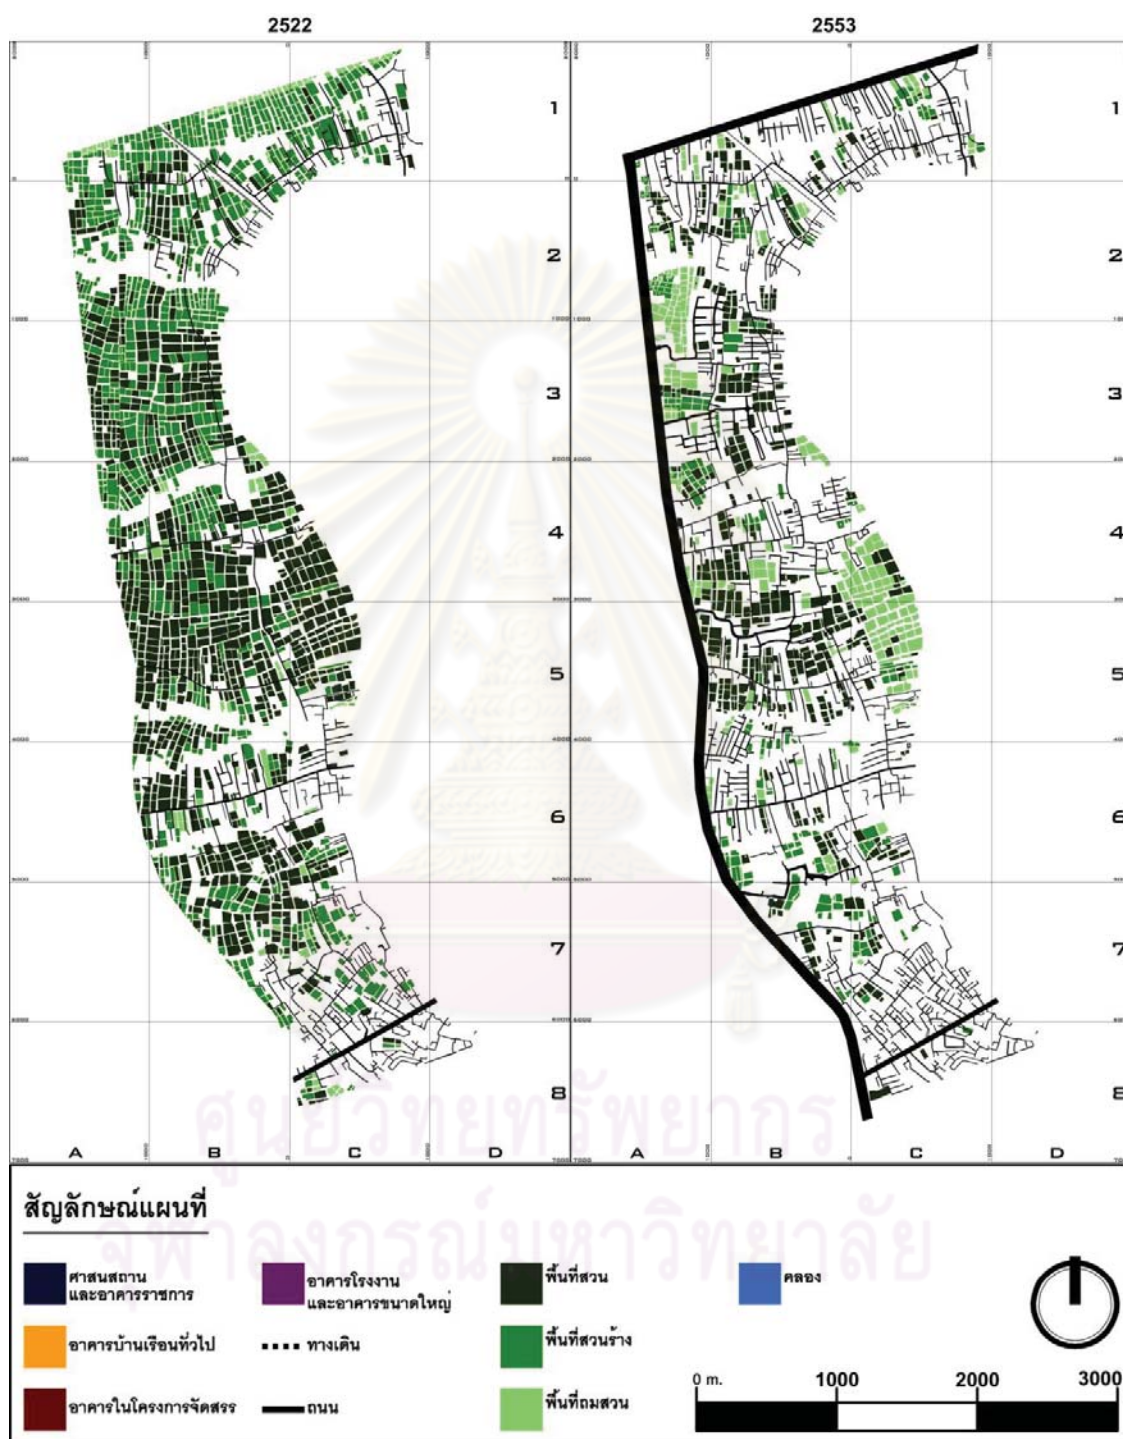 2522
2553
1
2
3
4
5
6
7
8
A B C D
1
2
3
4
5
6
7
8
A B C D
ศูนย์วิทยทรัพยากร
จุฬาลงกรณ์มหาวิทยาลัย
สัญลักษณ์แผนที่
ศาสนสถาน
และอาคารราชการ
อาคารบ้านเรือนทั่วไป
อาคารในโครงการจัดสรร
อาคารโรงงาน
และอาคารขนาดใหญ่
ทางเดิน
ถนน
พื้นที่สวน
พื้นที่สวนร้าง
พื้นที่ถมสวน
คลอง
0 m. 1000 2000 3000